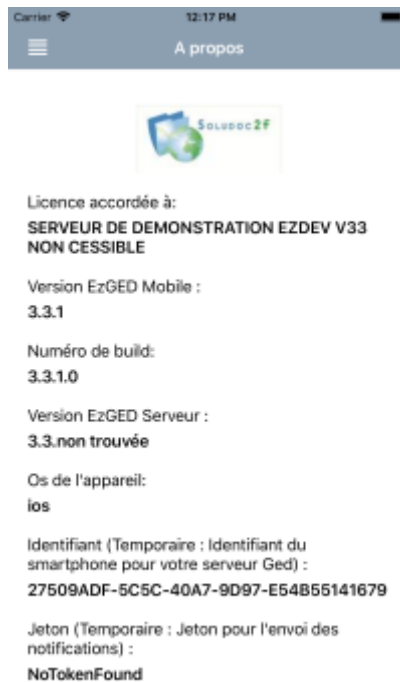 Carrier 12:17 PM
A propos
Soludoc2f
Licence accordée à:
SERVEUR DE DEMONSTRATION EZDEV V33
NON CESSIBLE
Version EzGED Mobile :
3.3.1
Numéro de build:
3.3.1.0
Version EzGED Serveur :
3.3.non trouvée
Os de l'appareil:
ios
Identifiant (Temporaire : Identifiant du
smartphone pour votre serveur Ged) :
27509ADF-5C5C-40A7-9D97-E54B55141679
Jeton (Temporaire : Jeton pour l'envoi des
notifications) :
NoTokenFound